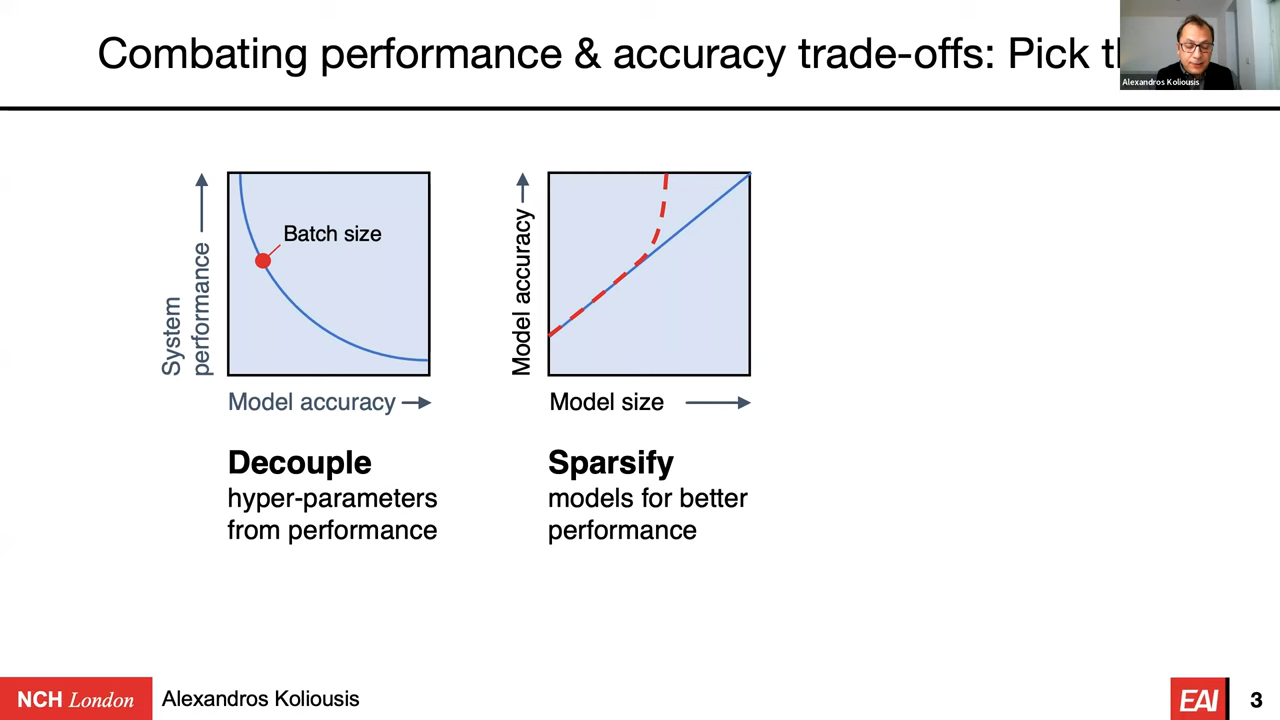 Combating performance & accuracy trade-offs: Pick
Alexandros Koliousis
System
performance
Batch size
Model accuracy
Decouple
hyper-parameters
from performance
Model accuracy
Model size
Sparsify
models for better
performance
NCH London
Alexandros Koliousis
EAI
3